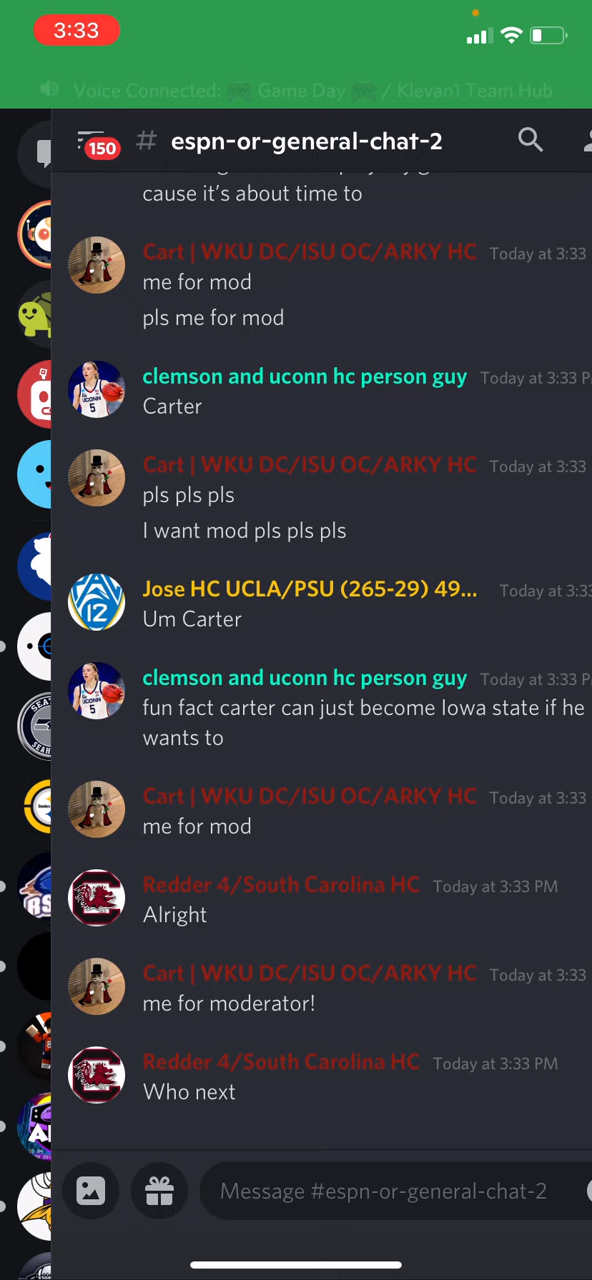 3:33
Voice Connected: 🎮 Game Day 🎮 / Klevan1 Team Hub
150
# espn-or-general-chat-2
cause it's about time to
Cart | WKU DC/ISU OC/ARKY HC Today at 3:33
me for mod
pls me for mod
clemson and uconn hc person guy Today at 3:33 P
Carter
Cart | WKU DC/ISU OC/ARKY HC Today at 3:33
pls pls pls
I want mod pls pls pls
Jose HC UCLA/PSU (265-29) 49... Today at 3:33
Um Carter
clemson and uconn hc person guy Today at 3:33 P
fun fact carter can just become Iowa state if he
wants to
Cart | WKU DC/ISU OC/ARKY HC Today at 3:33
me for mod
Redder 4/South Carolina HC Today at 3:33 PM
Alright
Cart | WKU DC/ISU OC/ARKY HC Today at 3:33
me for moderator!
Redder 4/South Carolina HC Today at 3:33 PM
Who next
Message #espn-or-general-chat-2